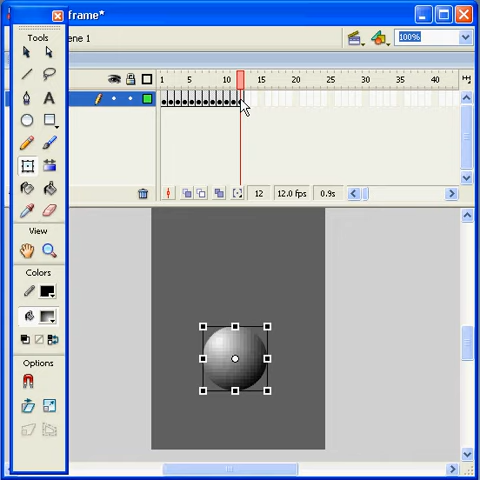 frame*
Tools
ene 1
100%
1 5 10 15 20 25 30 35 40
A
12 12.0 fps 0.9s
View
Colors
Options